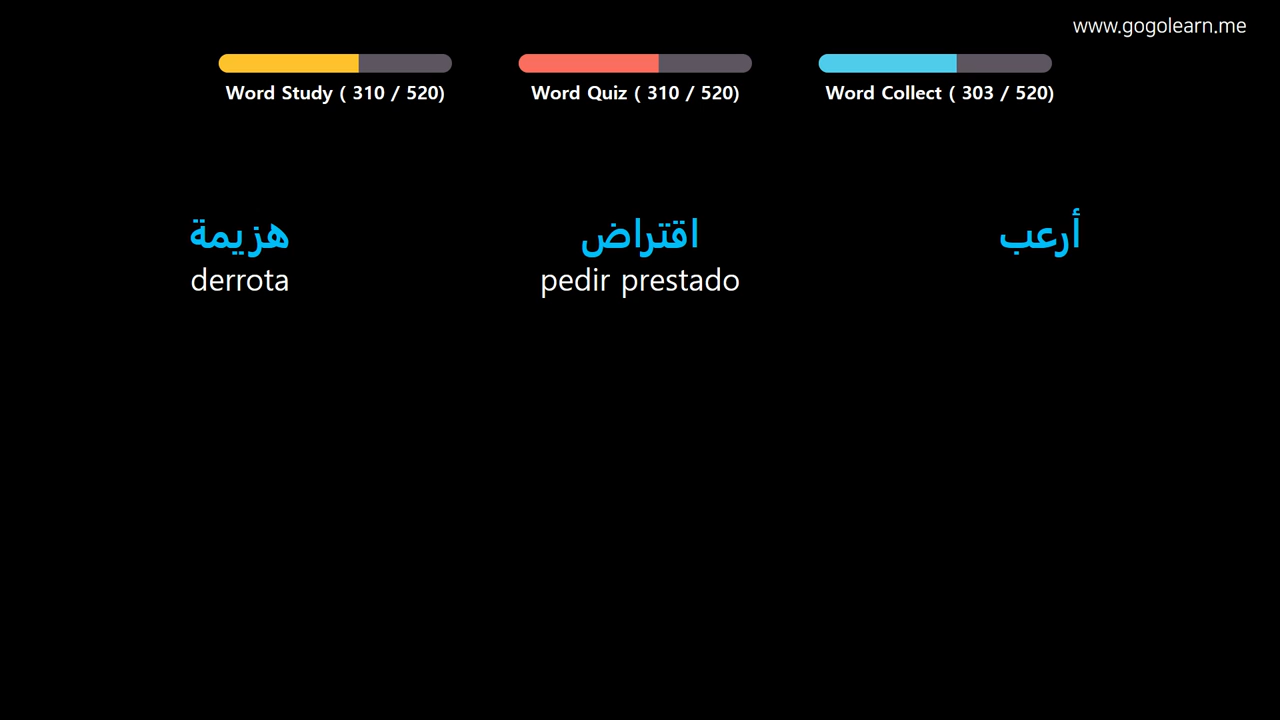 www.gogolearn.me
Word Study ( 310 / 520)
Word Quiz ( 310 / 520)
Word Collect ( 303 / 520)
هزيمة
derrota
اقتراض
pedir prestado
أرعب